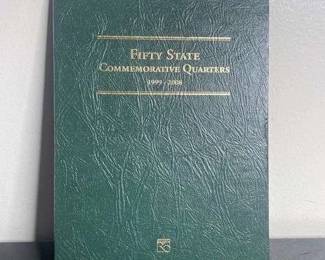 Fifty State
Commemorative Quarters
1999 - 2008